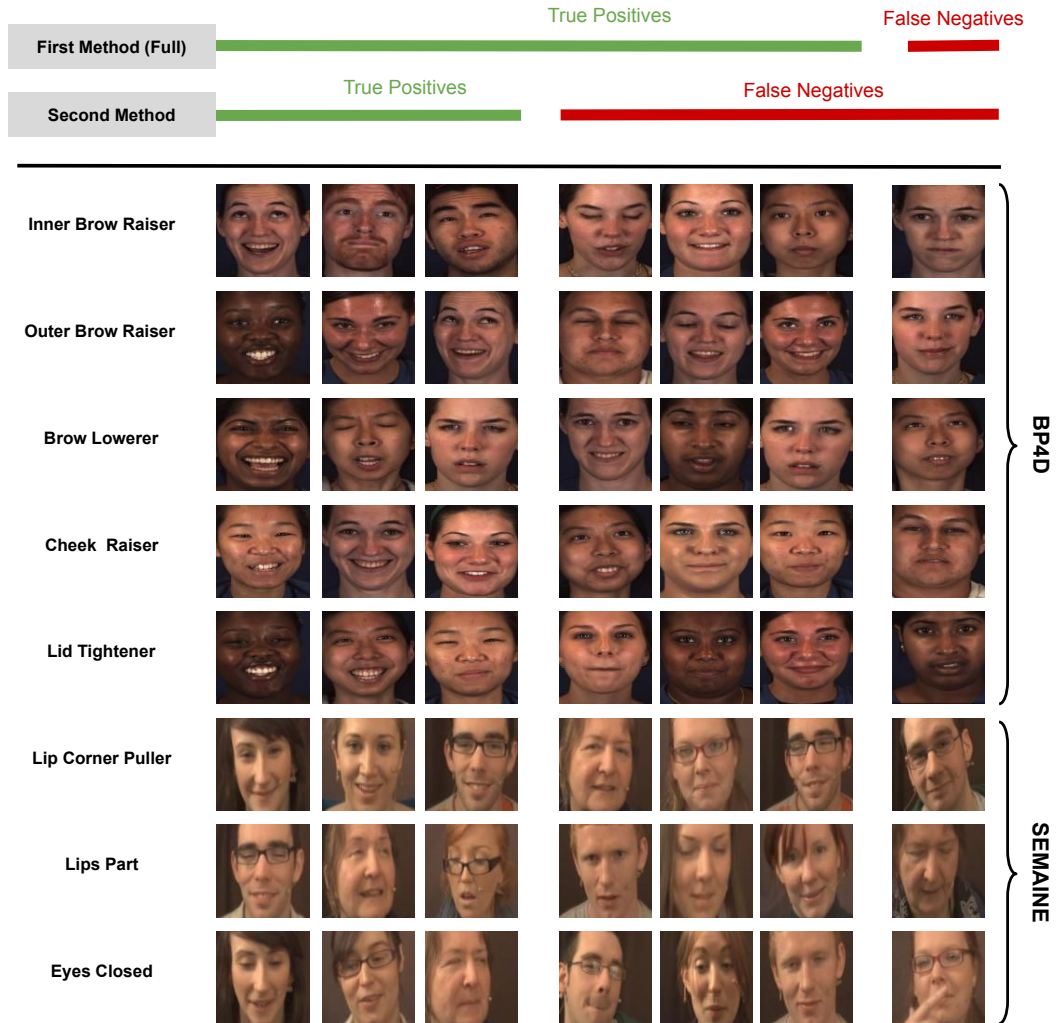 True Positives
False Negatives
First Method (Full)
True Positives
False Negatives
Second Method
Inner Brow Raiser
Outer Brow Raiser
Brow Lowerer
Cheek Raiser
Lid Tightener
BP4D
Lip Corner Puller
Lips Part
Eyes Closed
SEMAINE